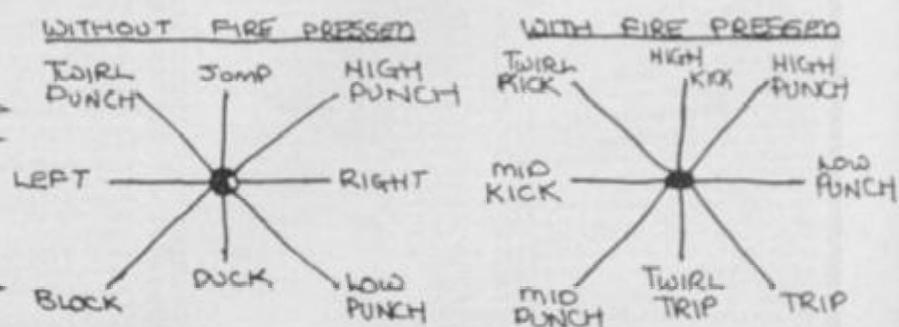 WITHOUT FIRE PRESSED
TWIRL
PUNCH
JUMP
HIGH
PUNCH
LEFT
RIGHT
BLOCK
DUCK
LOW
PUNCH
WITH FIRE PRESSED
TWIRL
KICK
HIGH
KICK
HIGH
PUNCH
MID
KICK
LOW
PUNCH
MID
PUNCH
TWIRL
TRIP
TRIP